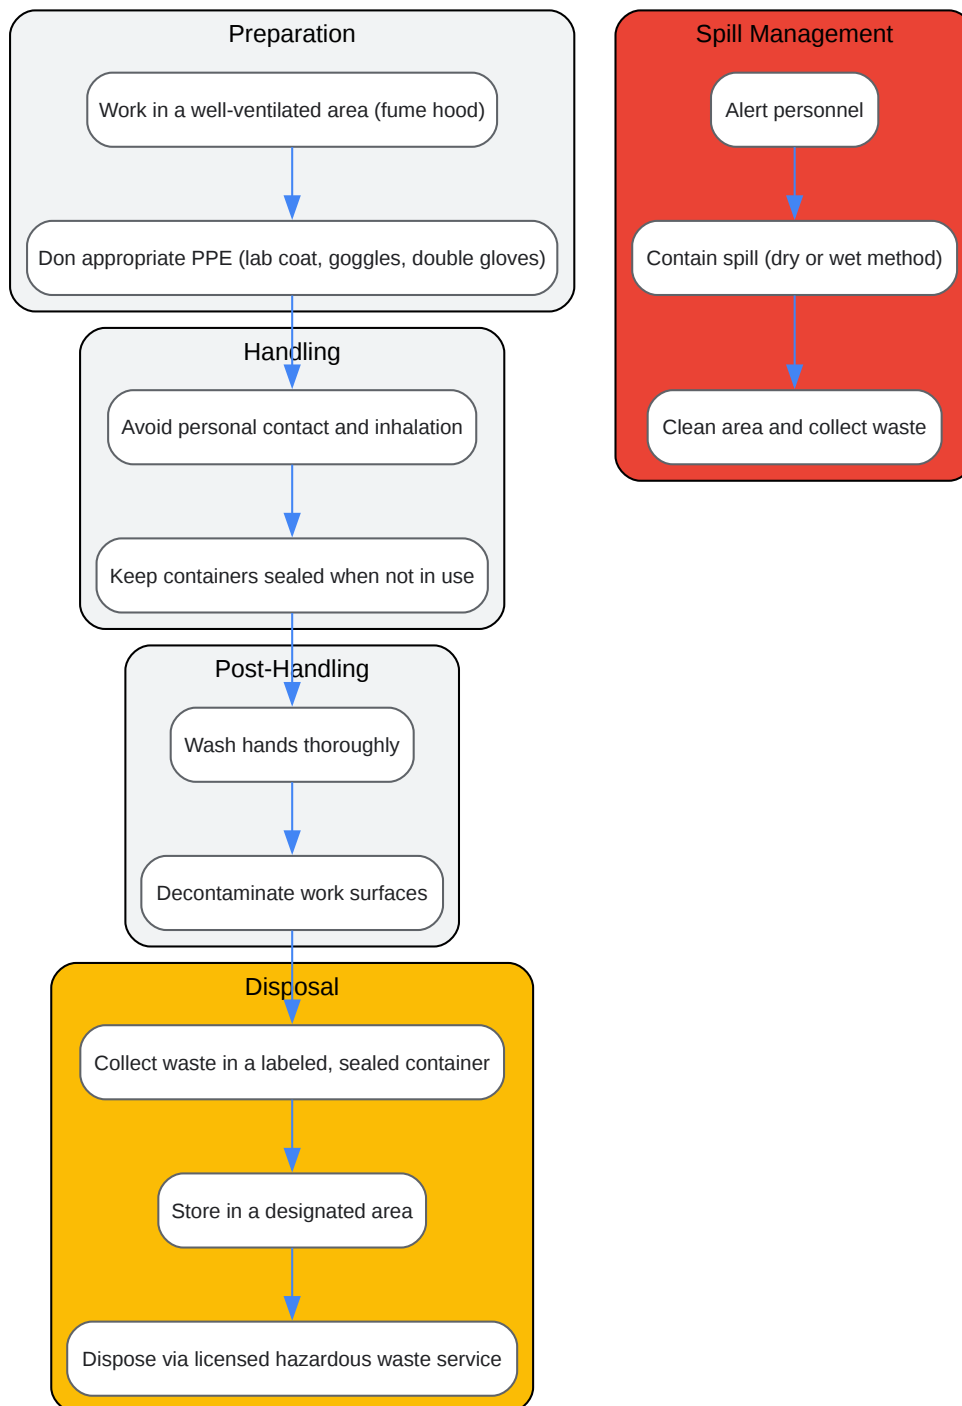 Preparation
Work in a well-ventilated area (fume hood)
Don appropriate PPE (lab coat, goggles, double gloves)
Handling
Avoid personal contact and inhalation
Keep containers sealed when not in use
Post-Handling
Wash hands thoroughly
Decontaminate work surfaces
Disposal
Collect waste in a labeled, sealed container
Store in a designated area
Dispose via licensed hazardous waste service
Spill Management
Alert personnel
Contain spill (dry or wet method)
Clean area and collect waste